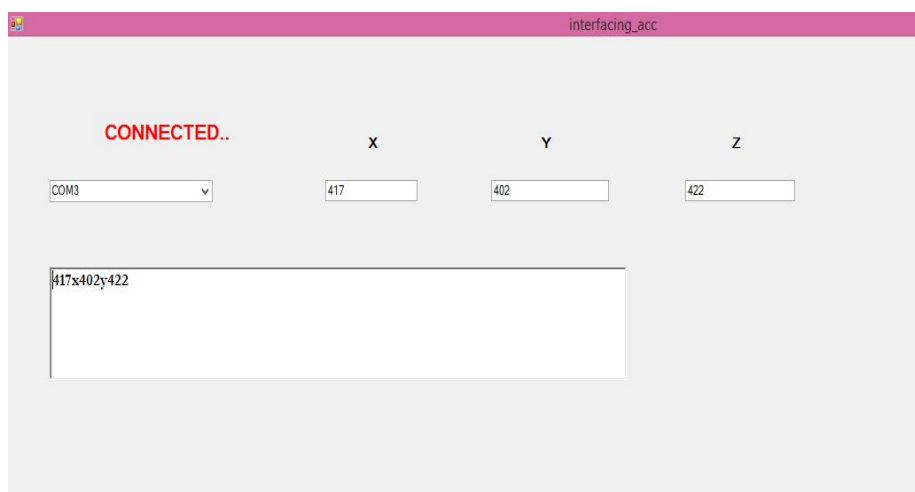 interfacing_acc
CONNECTED..
X
Y
Z
COM3
417
402
422
417x402y422